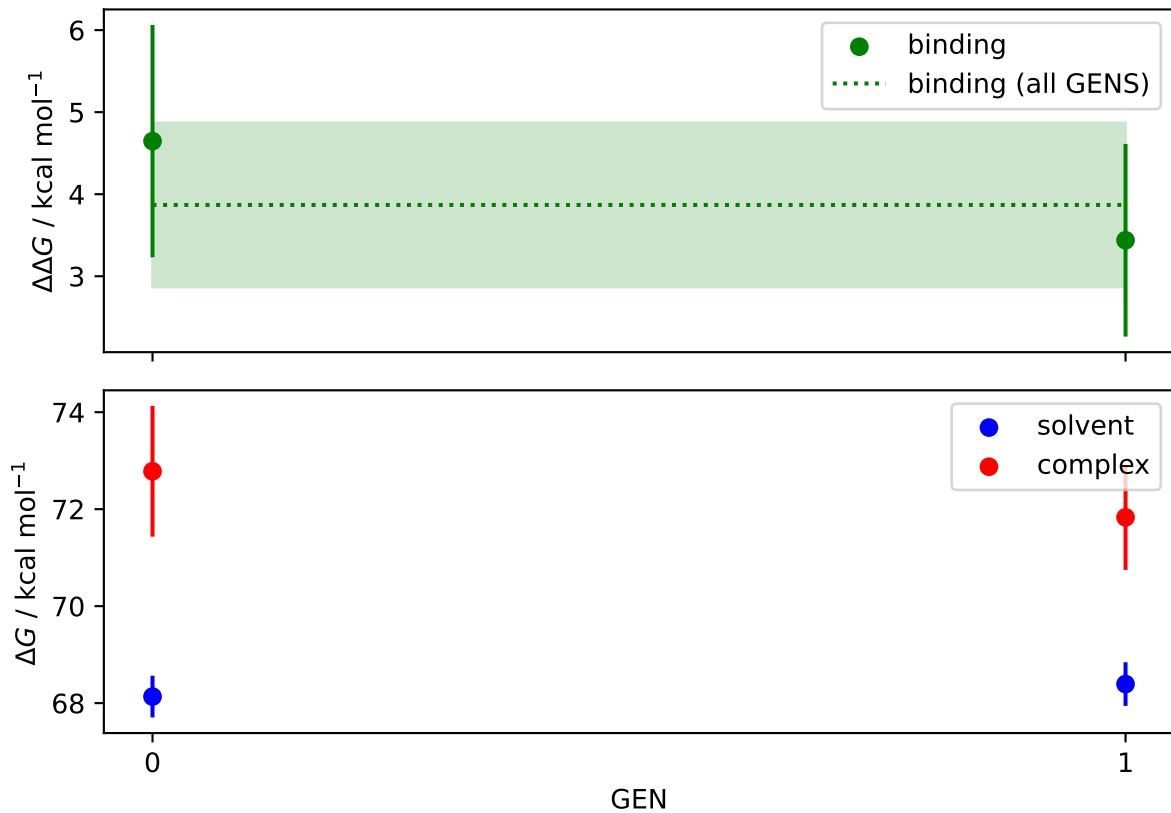 6
5
4
3
ΔΔG / kcal mol⁻¹
binding
binding (all GENS)
74
72
70
68
ΔG / kcal mol⁻¹
solvent
complex
0
1
GEN